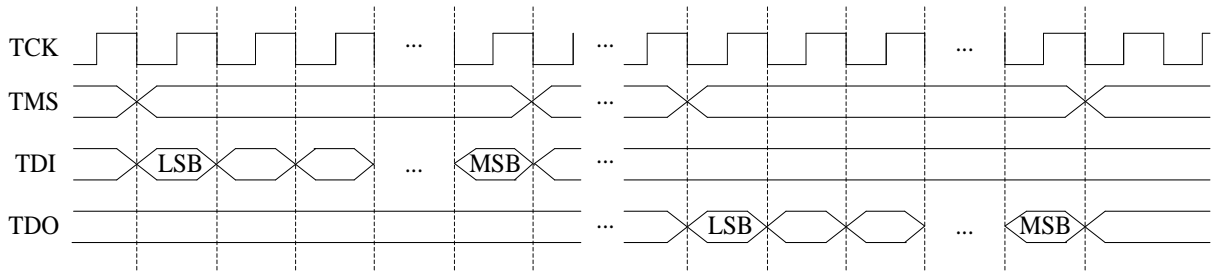 TCK ... ... ...
TMS ...
TDI LSB ... MSB ...
TDO ... LSB ... MSB